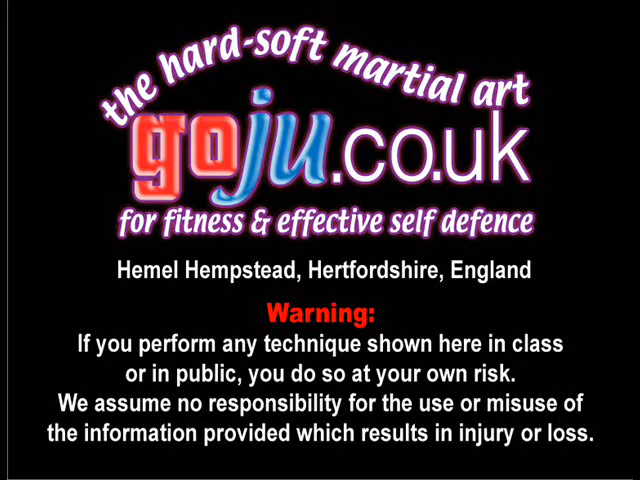 the hard-soft martial art
goju.co.uk
for fitness & effective self defence
Hemel Hempstead, Hertfordshire, England
Warning:
If you perform any technique shown here in class
or in public, you do so at your own risk.
We assume no responsibility for the use or misuse of
the information provided which results in injury or loss.